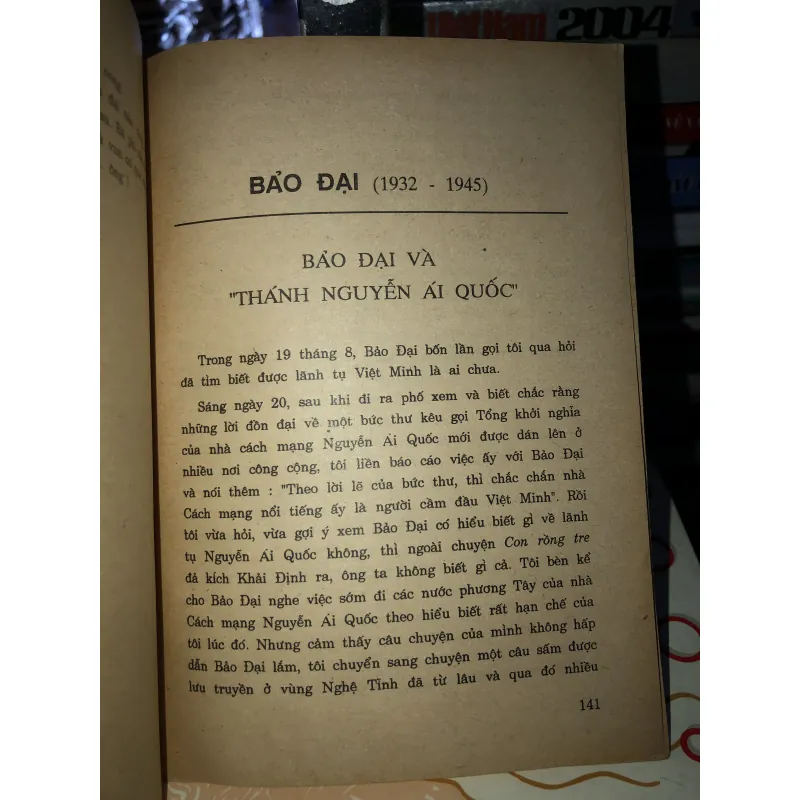 Việt Nam 2004
ông !
BẢO ĐẠI (1932 - 1945)
BẢO ĐẠI VÀ
"THÁNH NGUYỄN ÁI QUỐC"
Trong ngày 19 tháng 8, Bảo Đại bốn lần gọi tôi qua hỏi
đã tìm biết được lãnh tụ Việt Minh là ai chưa.
Sáng ngày 20, sau khi đi ra phố xem và biết chắc rằng
những lời đồn đại về một bức thư kêu gọi Tổng khởi nghĩa
của nhà cách mạng Nguyễn Ái Quốc mới được dán lên ở
nhiều nơi công cộng, tôi liền báo cáo việc ấy với Bảo Đại
và nói thêm : "Theo lời lẽ của bức thư, thì chắc chắn nhà
Cách mạng nổi tiếng ấy là người cầm đầu Việt Minh". Rồi
tôi vừa hỏi, vừa gợi ý xem Bảo Đại có hiểu biết gì về lãnh
tụ Nguyễn Ái Quốc không, thì ngoài chuyện Con ròng tre
đả kích Khải Định ra, ông ta không biết gì cả. Tôi bèn kể
cho Bảo Đại nghe việc sớm đi các nước phương Tây của nhà
Cách mạng Nguyễn Ái Quốc theo hiểu biết rất hạn chế của
tôi lúc đó. Nhưng cảm thấy câu chuyện của mình không hấp
dẫn Bảo Đại lắm, tôi chuyển sang chuyện một câu sấm được
lưu truyền ở vùng Nghệ Tĩnh đã từ lâu và qua đó nhiều
141